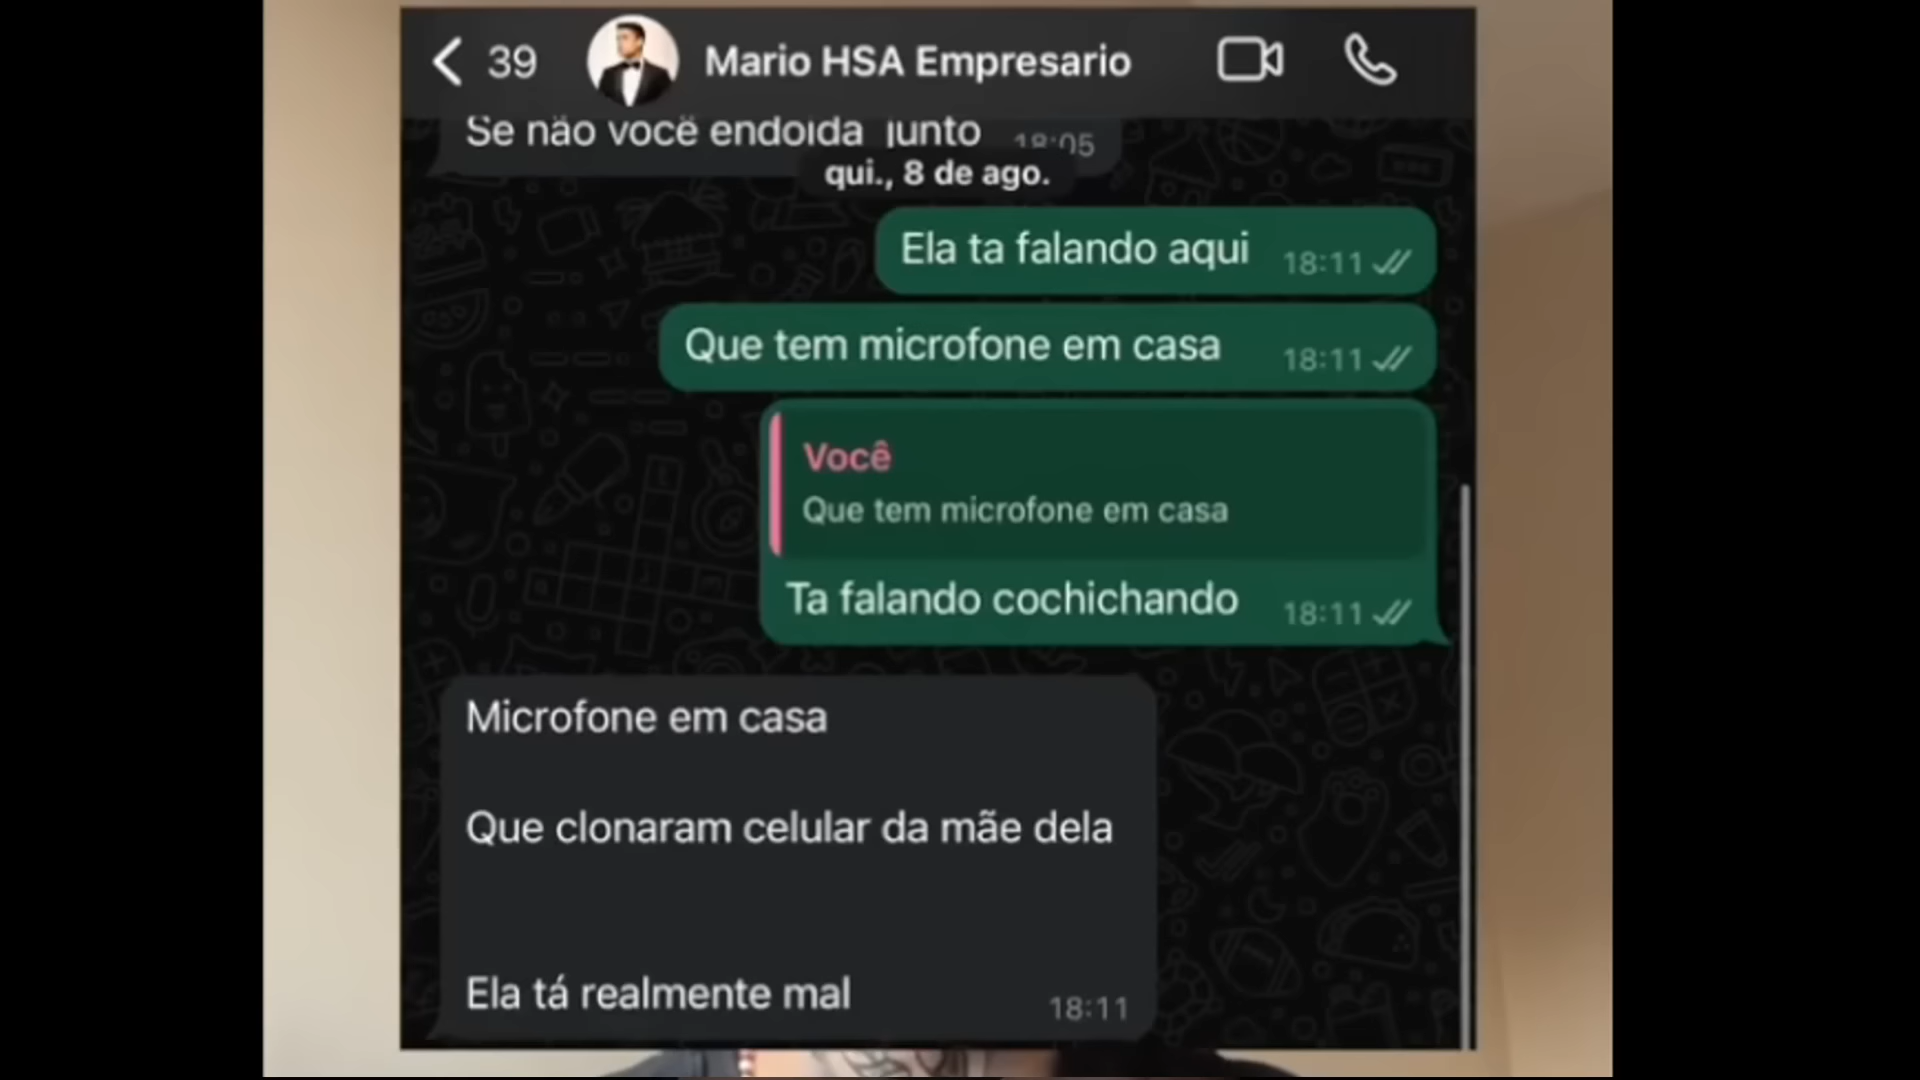 39
Mario HSA Empresario
Se não você endoida junto 18:05
qui., 8 de ago.
Ela ta falando aqui 18:11
Que tem microfone em casa 18:11
Você
Que tem microfone em casa
Ta falando cochichando 18:11
Microfone em casa
Que clonaram celular da mãe dela
Ela tá realmente mal 18:11